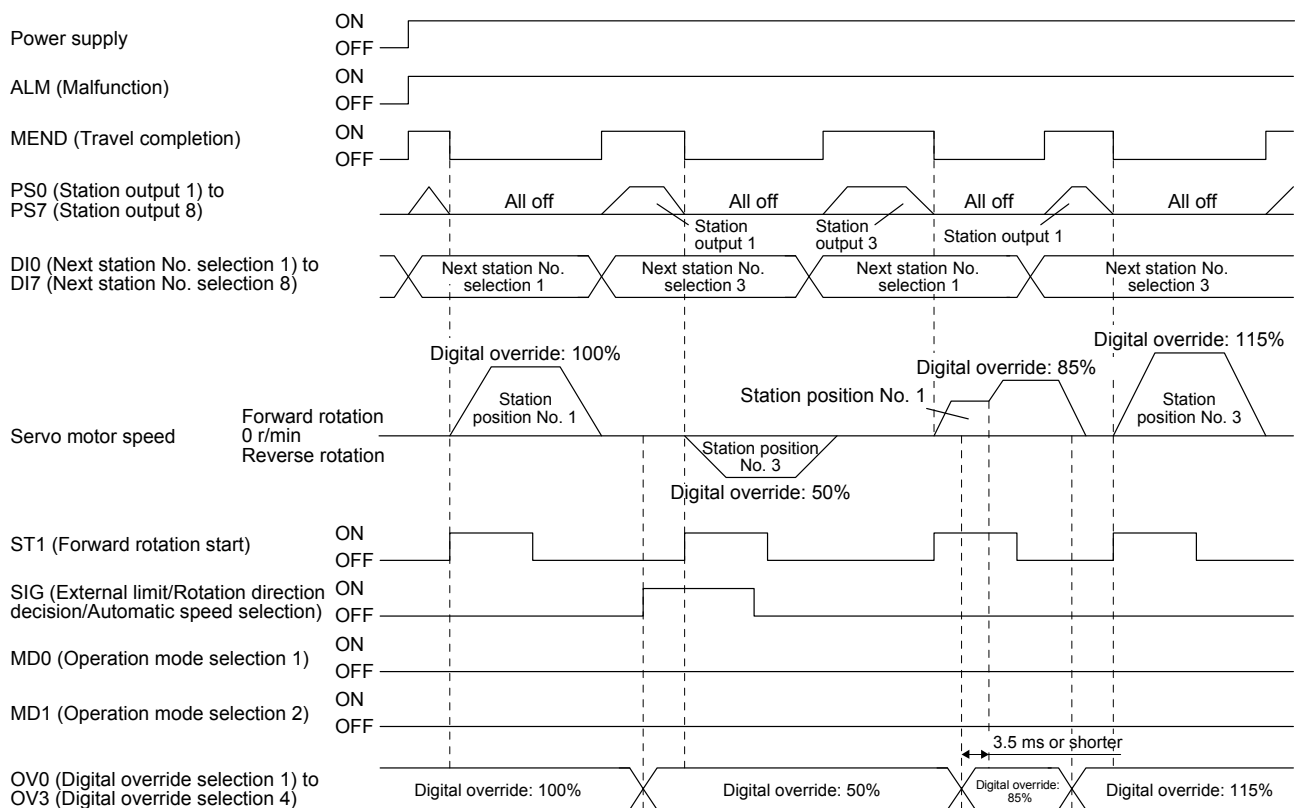 Power supply
ON
OFF
ALM (Malfunction)
ON
OFF
MEND (Travel completion)
ON
OFF
PS0 (Station output 1) to
PS7 (Station output 8)
All off
Station
output 1
All off
Station
output 3
All off
Station output 1
All off
DI0 (Next station No. selection 1) to
DI7 (Next station No. selection 8)
Next station No.
selection 1
Next station No.
selection 3
Next station No.
selection 1
Next station No.
selection 3
Servo motor speed
Forward rotation
0 r/min
Reverse rotation
Digital override: 100%
Station
position No. 1
Station position
No. 3
Digital override: 50%
Station position No. 1
Digital override: 85%
Digital override: 115%
Station
position No. 3
ST1 (Forward rotation start)
ON
OFF
SIG (External limit/Rotation direction
decision/Automatic speed selection)
ON
OFF
MD0 (Operation mode selection 1)
ON
OFF
MD1 (Operation mode selection 2)
ON
OFF
3.5 ms or shorter
OV0 (Digital override selection 1) to
OV3 (Digital override selection 4)
Digital override: 100%
Digital override: 50%
Digital override:
85%
Digital override: 115%